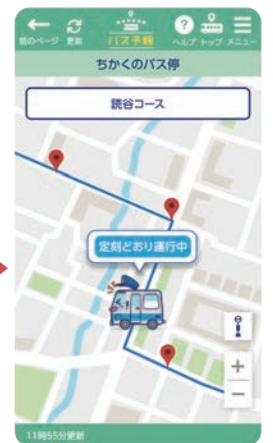 前のページ 更新 バス予報 ヘルプ トップ メニュー
ちかくのバス停
読谷コース
定刻どおり運行中
+
−
11時55分更新